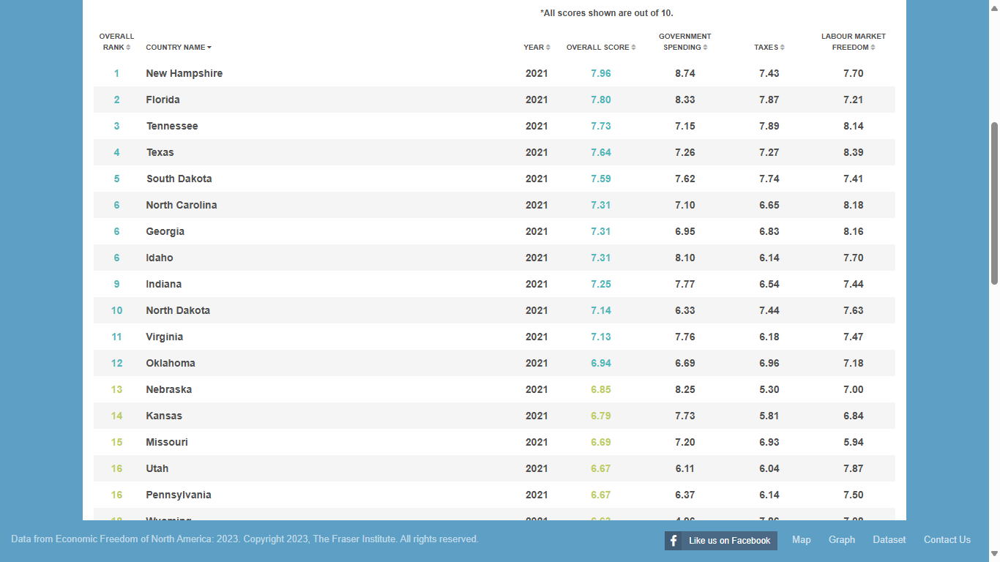 *All scores shown are out of 10.
OVERALL RANK COUNTRY NAME YEAR OVERALL SCORE GOVERNMENT SPENDING TAXES LABOUR MARKET FREEDOM
1 New Hampshire 2021 7.96 8.74 7.43 7.70
2 Florida 2021 7.80 8.33 7.87 7.21
3 Tennessee 2021 7.73 7.15 7.89 8.14
4 Texas 2021 7.64 7.26 7.27 8.39
5 South Dakota 2021 7.59 7.62 7.74 7.41
6 North Carolina 2021 7.31 7.10 6.65 8.18
6 Georgia 2021 7.31 6.95 6.83 8.16
6 Idaho 2021 7.31 8.10 6.14 7.70
9 Indiana 2021 7.25 7.77 6.54 7.44
10 North Dakota 2021 7.14 6.33 7.44 7.63
11 Virginia 2021 7.13 7.76 6.18 7.47
12 Oklahoma 2021 6.94 6.69 6.96 7.18
13 Nebraska 2021 6.85 8.25 5.30 7.00
14 Kansas 2021 6.79 7.73 5.81 6.84
15 Missouri 2021 6.69 7.20 6.93 5.94
16 Utah 2021 6.67 6.11 6.04 7.87
16 Pennsylvania 2021 6.67 6.37 6.14 7.50
Wyoming 2021
Data from Economic Freedom of North America: 2023. Copyright 2023, The Fraser Institute. All rights reserved.
f Like us on Facebook Map Graph Dataset Contact Us